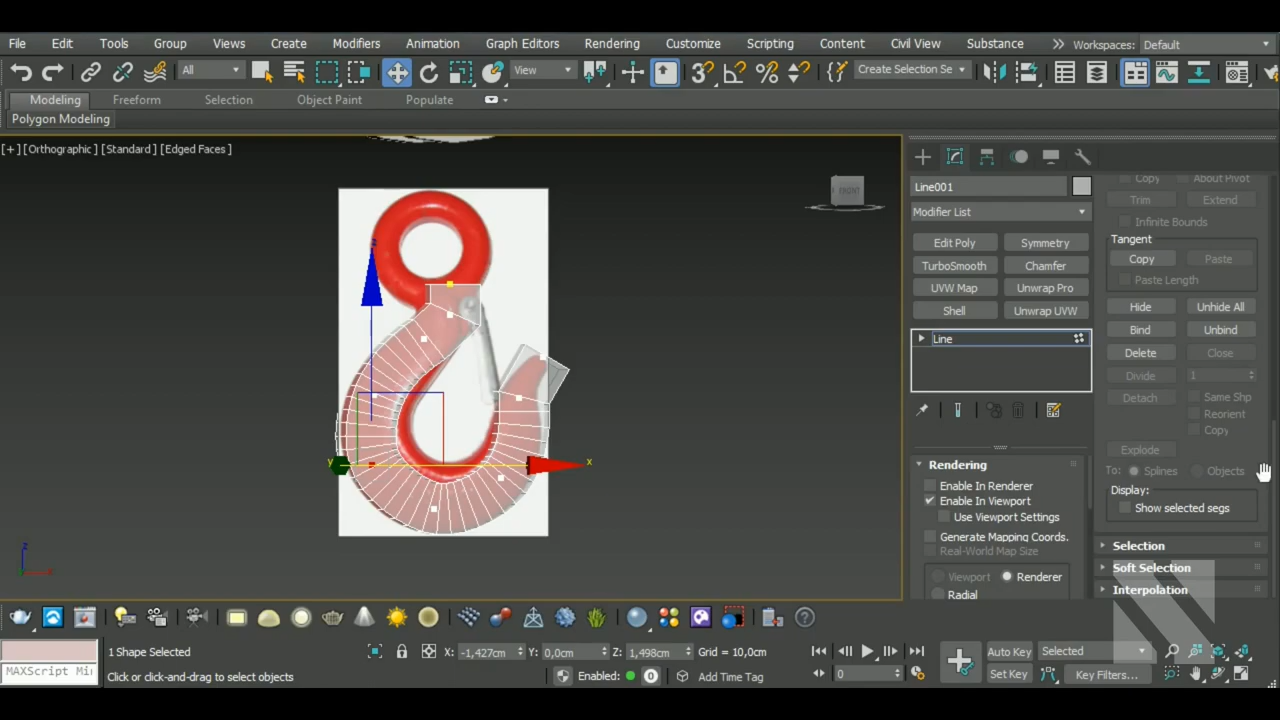 File Edit Tools Group Views Create Modifiers Animation Graph Editors Rendering Customize Scripting Content Civil View Substance Workspaces: Default
All View Create Selection Se
Modeling Freeform Selection Object Paint Populate
Polygon Modeling
[+] [Orthographic ] [Standard ] [Edged Faces ]
FRONT
z
y
x
z
x
Line001
Modifier List
Edit Poly Symmetry
TurboSmooth Chamfer
UVW Map Unwrap Pro
Shell Unwrap UVW
Line
Rendering
Enable In Renderer
Enable In Viewport
Use Viewport Settings
Generate Mapping Coords.
Real-World Map Size
Viewport Renderer
Radial
Copy About Pivot
Trim Extend
Infinite Bounds
Tangent
Copy Paste
Paste Length
Hide Unhide All
Bind Unbind
Delete Close
Divide 1
Detach Same Shp
Reorient
Copy
Explode
To: Splines Objects
Display:
Show selected segs
Selection
Soft Selection
Interpolation
1 Shape Selected X: -1,427cm Y: 0,0cm Z: 1,498cm Grid = 10,0cm
MAXScript Mi
Click or click-and-drag to select objects Enabled: 0 Add Time Tag
0
Auto Key Selected
Set Key Key Filters...